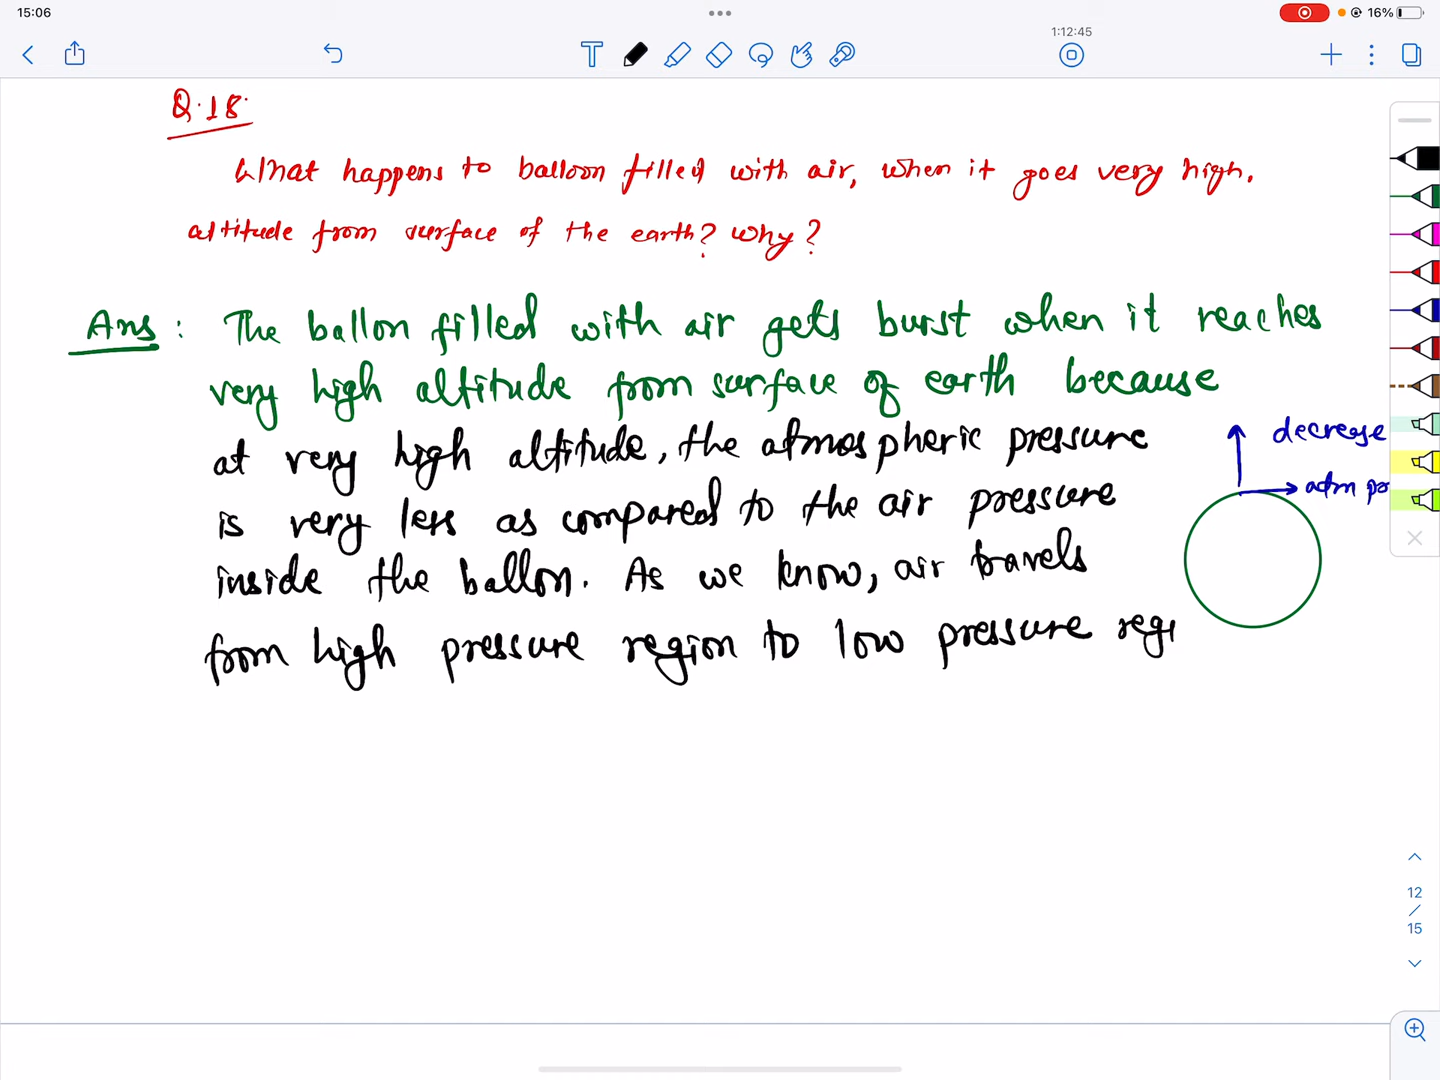 15:06
16%
1:12:45
Q.18.
What happens to balloon filled with air, when it goes very high.
altitude from surface of the earth? why?
Ans : The ballon filled with air gets burst when it reaches
very high altitude from surface of earth because
at very high altitude, the atmospheric pressure
is very less as compared to the air pressure
inside the ballon. As we know, air travels
from high pressure region to low pressure regi
decrease
atm
12
/
15